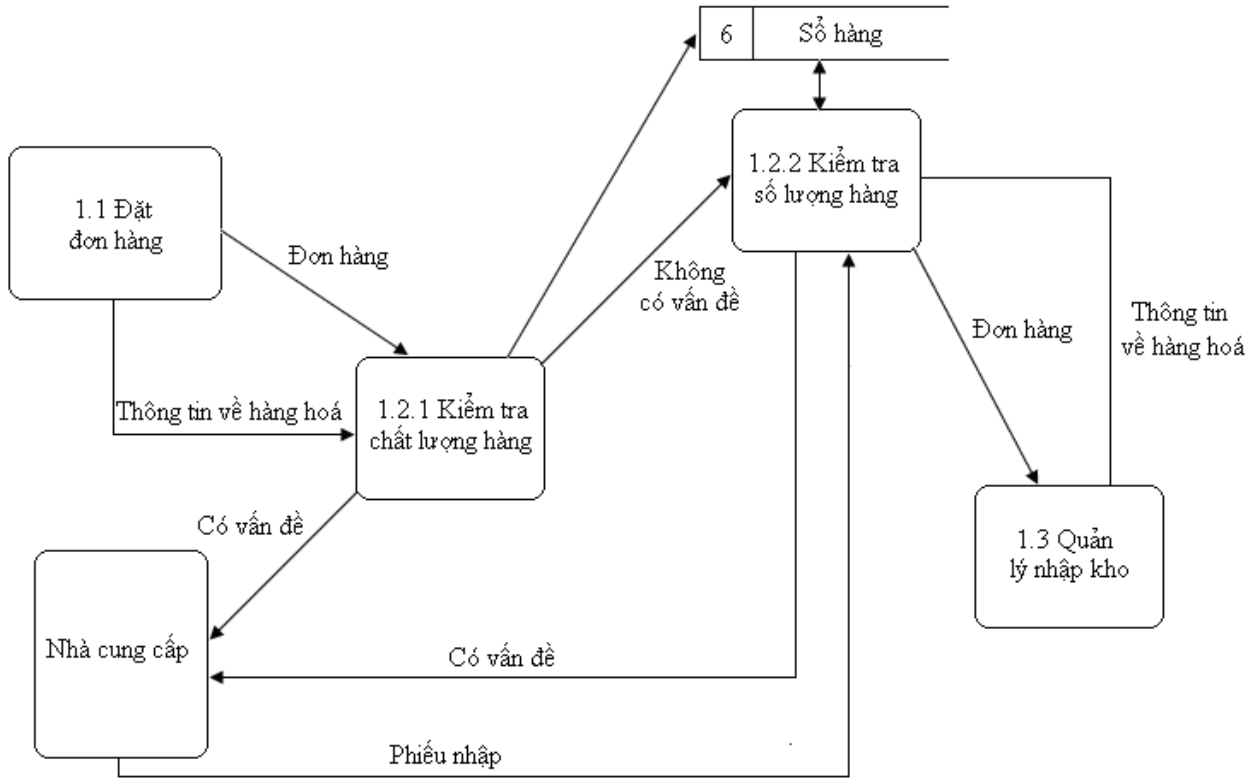 6 Sổ hàng
1.2.2 Kiểm tra
số lượng hàng
1.1 Đặt
đơn hàng
Đơn hàng
Không
có vấn đề
Đơn hàng
Thông tin
về hàng hoá
Thông tin về hàng hoá
1.2.1 Kiểm tra
chất lượng hàng
Có vấn đề
1.3 Quản
lý nhập kho
Nhà cung cấp
Có vấn đề
Phiếu nhập